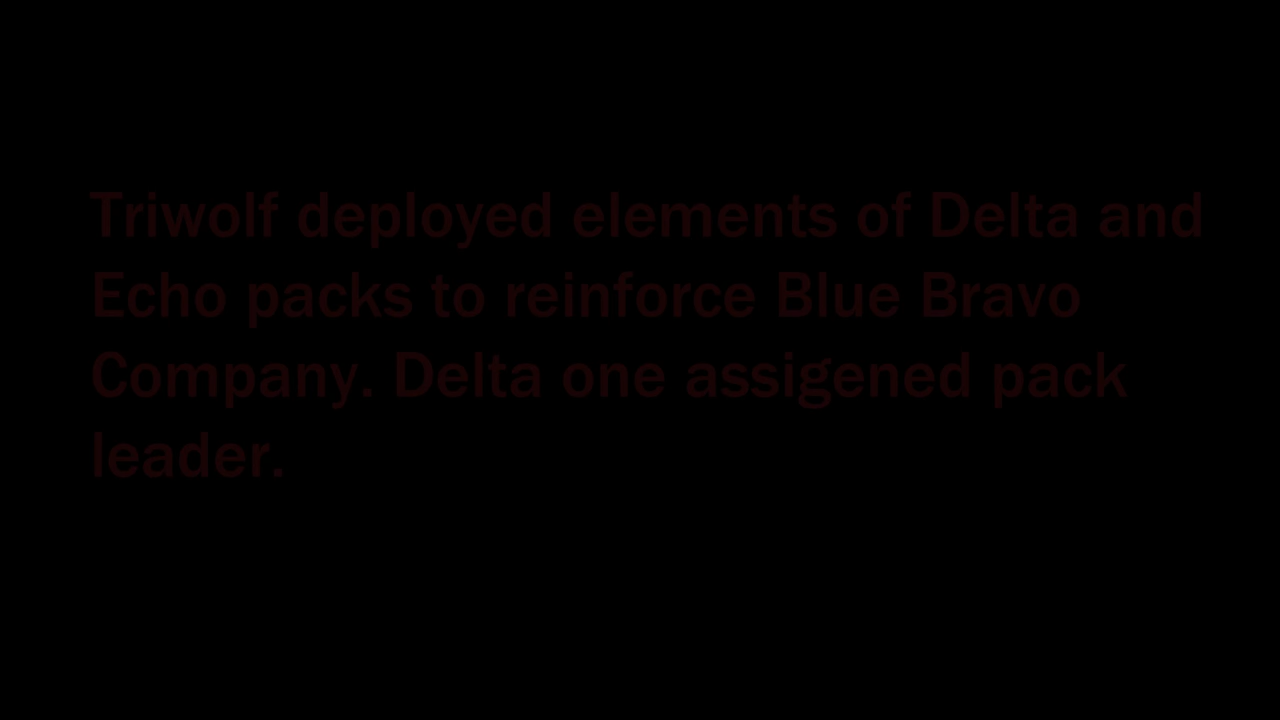 Triwolf deployed elements of Delta and
Echo packs to reinforce Blue Bravo
Company. Delta one assigened pack
leader.